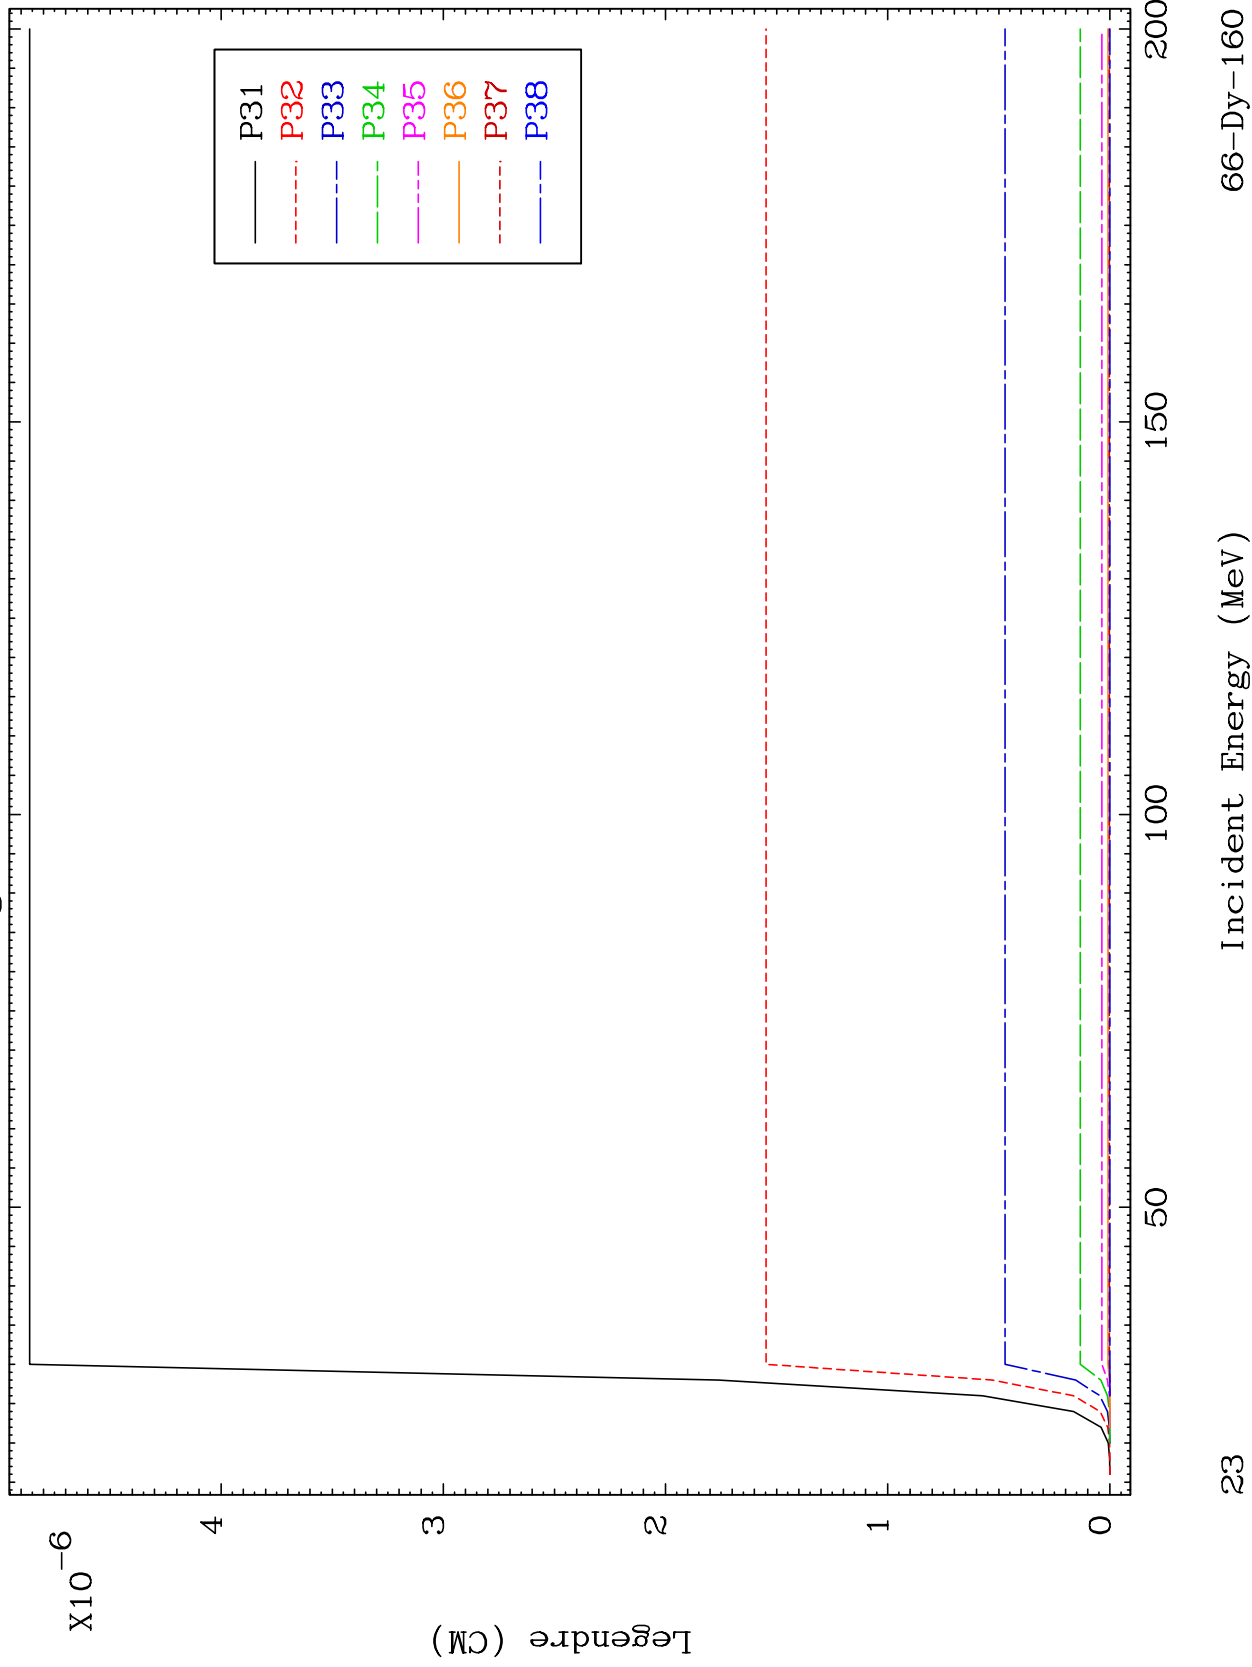 X10-6
Legendre (CM)
4
3
2
1
0
P31
P32
P33
P34
P35
P36
P37
P38
50
100
150
200
Incident Energy (MeV)
23
66-Dy-160